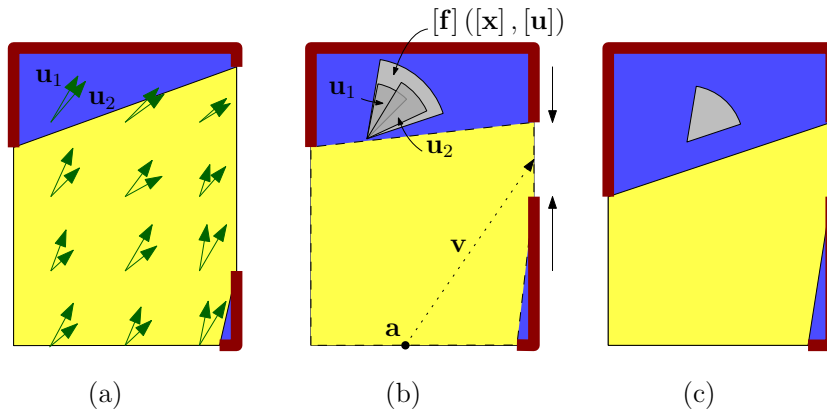 [f] ([x] , [u])
u₁
u₂
u₁
u₂
v
a
(a)
(b)
(c)